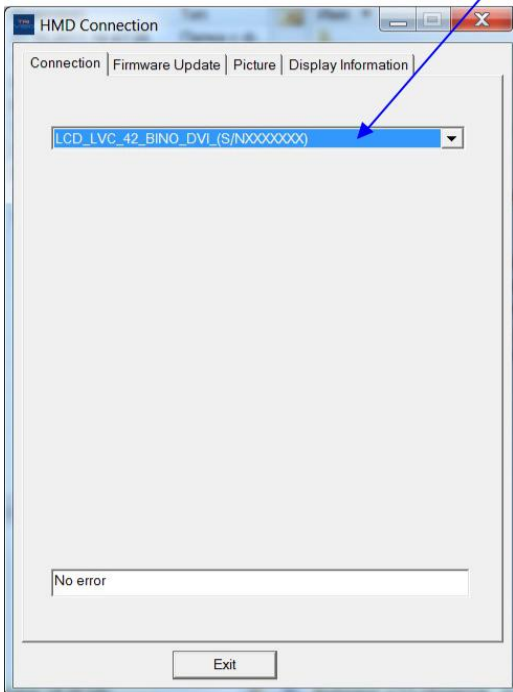 HMD Connection
Connection Firmware Update Picture Display Information
LCD_LVC_42_BINO_DVI_(S/NXXXXXXX)
No error
Exit